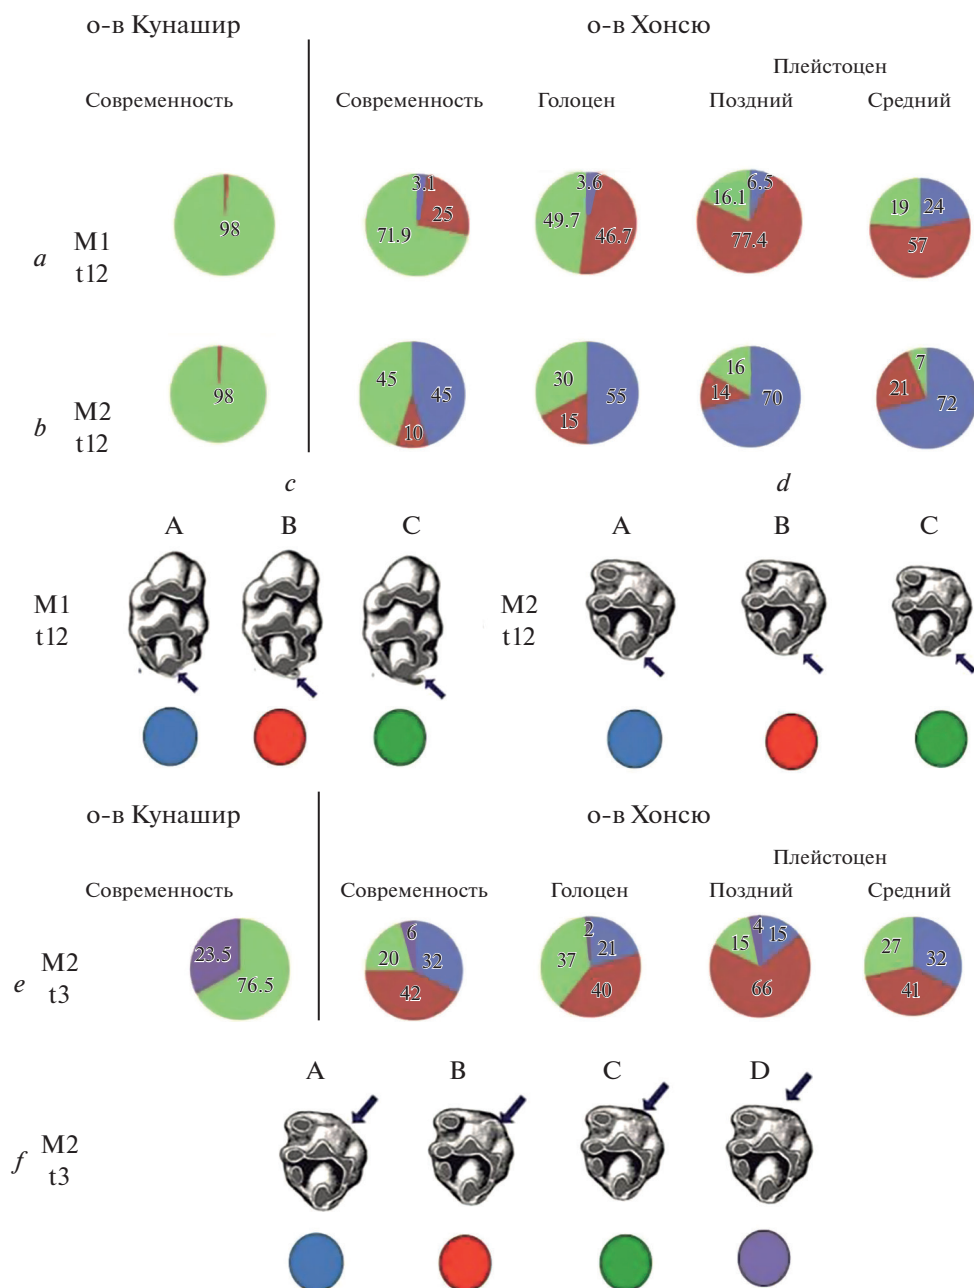 о-в Кунашир о-в Хонсю
Плейстоцен
Современность Современность Голоцен Поздний Средний
a M1 t12 98 3.1 25 71.9 3.6 49.7 46.7 6.5 16.1 77.4 19 24 57
b M2 t12 98 45 45 10 30 55 15 16 14 70 7 21 72
c d
A B C A B C
M1 t12 M2 t12
о-в Кунашир о-в Хонсю
Плейстоцен
Современность Современность Голоцен Поздний Средний
e M2 t3 23.5 76.5 6 20 32 42 2 21 37 40 4 15 15 66 27 32 41
A B C D
f M2 t3